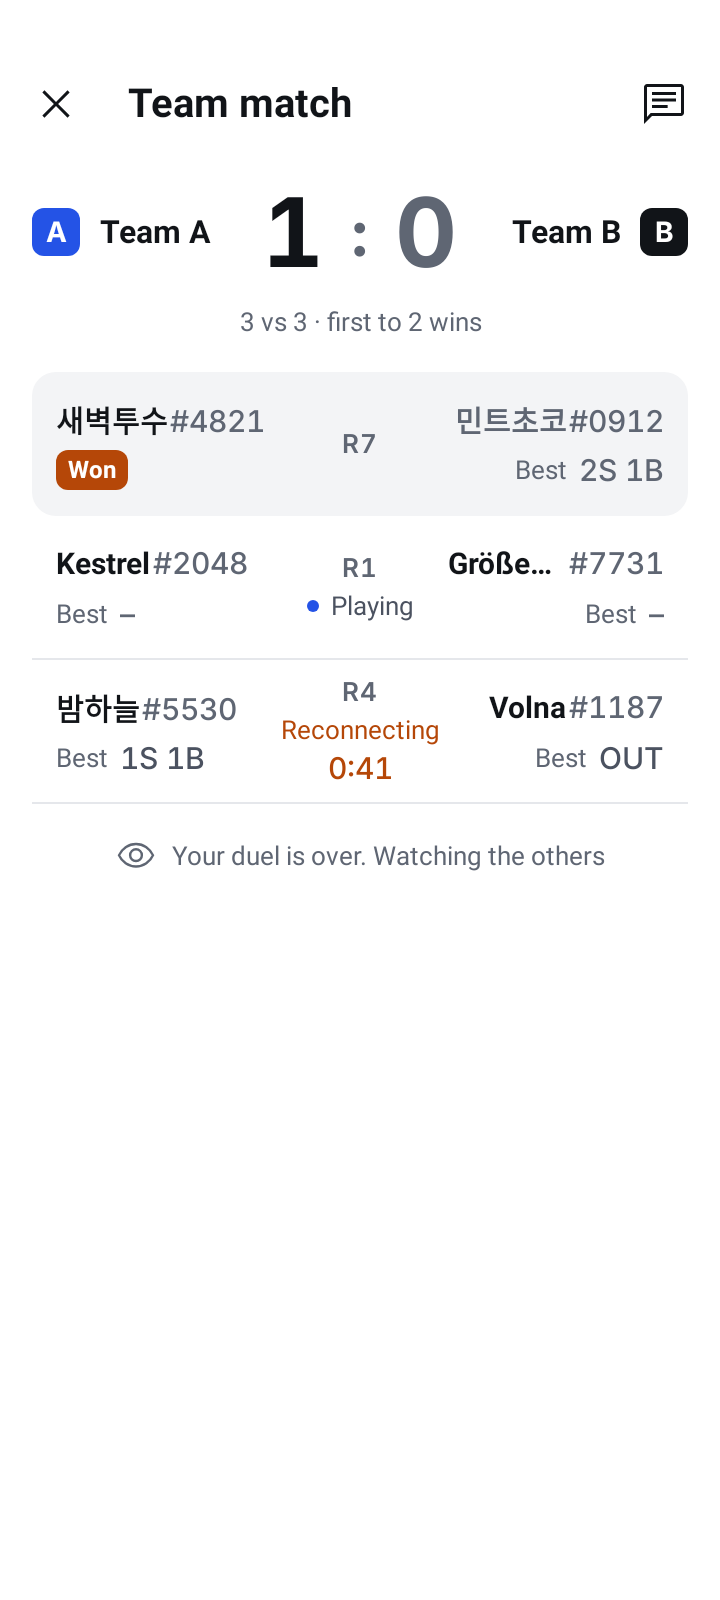 Team match
A Team A 1 : 0 Team B B
3 vs 3 · first to 2 wins
새벽투수#4821 R7 민트초코#0912
Won Best 2S 1B
Kestrel#2048 R1 Größe… #7731
Best – Playing Best –
밤하늘#5530 R4 Volna#1187
Reconnecting
Best 1S 1B 0:41 Best OUT
Your duel is over. Watching the others